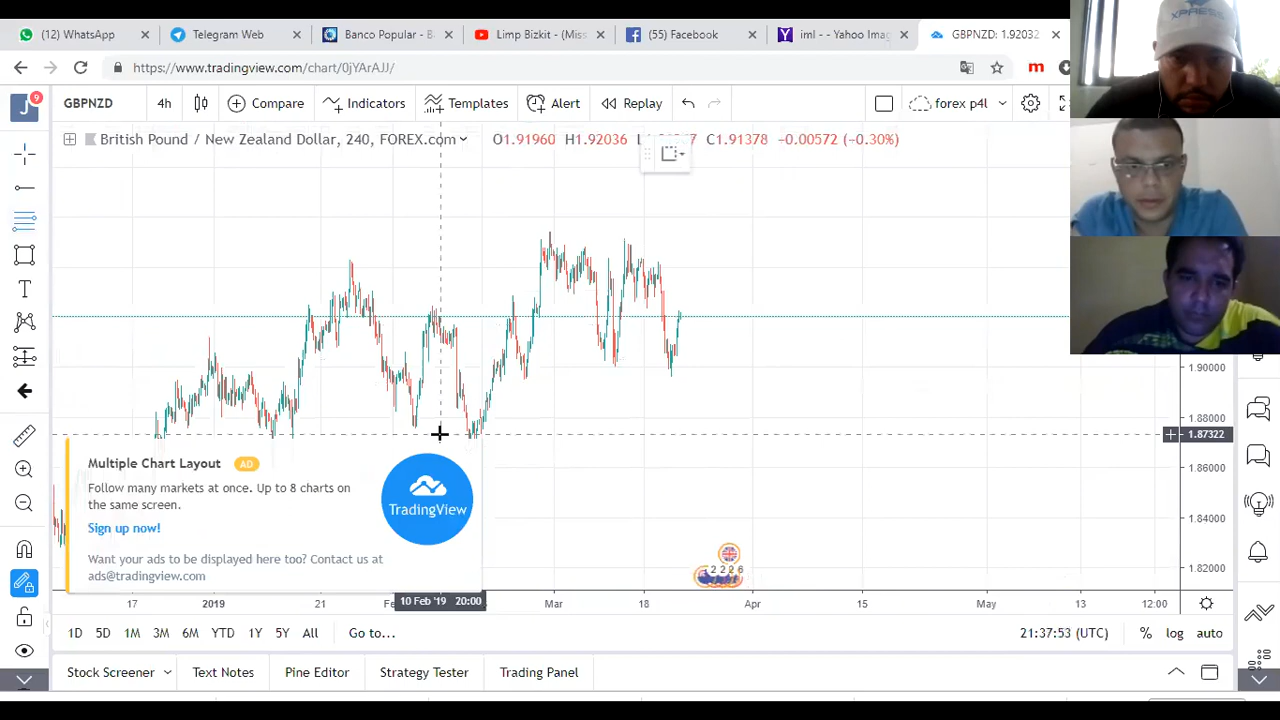 (12) WhatsApp
Telegram Web
Banco Popular -
Limp Bizkit - (Miss
(55) Facebook
iml - - Yahoo Imag
GBPNZD: 1.92032
XPRESS
https://www.tradingview.com/chart/0jYArAJJ/
m
J
9
GBPNZD
4h
Compare
Indicators
Templates
Alert
Replay
forex p4l
British Pound / New Zealand Dollar, 240, FOREX.com
O1.91960
H1.92036
C1.91378
−0.00572 (−0.30%)
1.90000
1.88000
1.87322
1.86000
1.84000
1.82000
Multiple Chart Layout
AD
Follow many markets at once. Up to 8 charts on
the same screen.
Sign up now!
TradingView
Want your ads to be displayed here too? Contact us at
ads@tradingview.com
2 2 2 6
17
2019
21
10 Feb '19 20:00
Mar
18
Apr
15
May
13
12:00
1D
5D
1M
3M
6M
YTD
1Y
5Y
All
Go to...
21:37:53 (UTC)
%
log
auto
Stock Screener
Text Notes
Pine Editor
Strategy Tester
Trading Panel